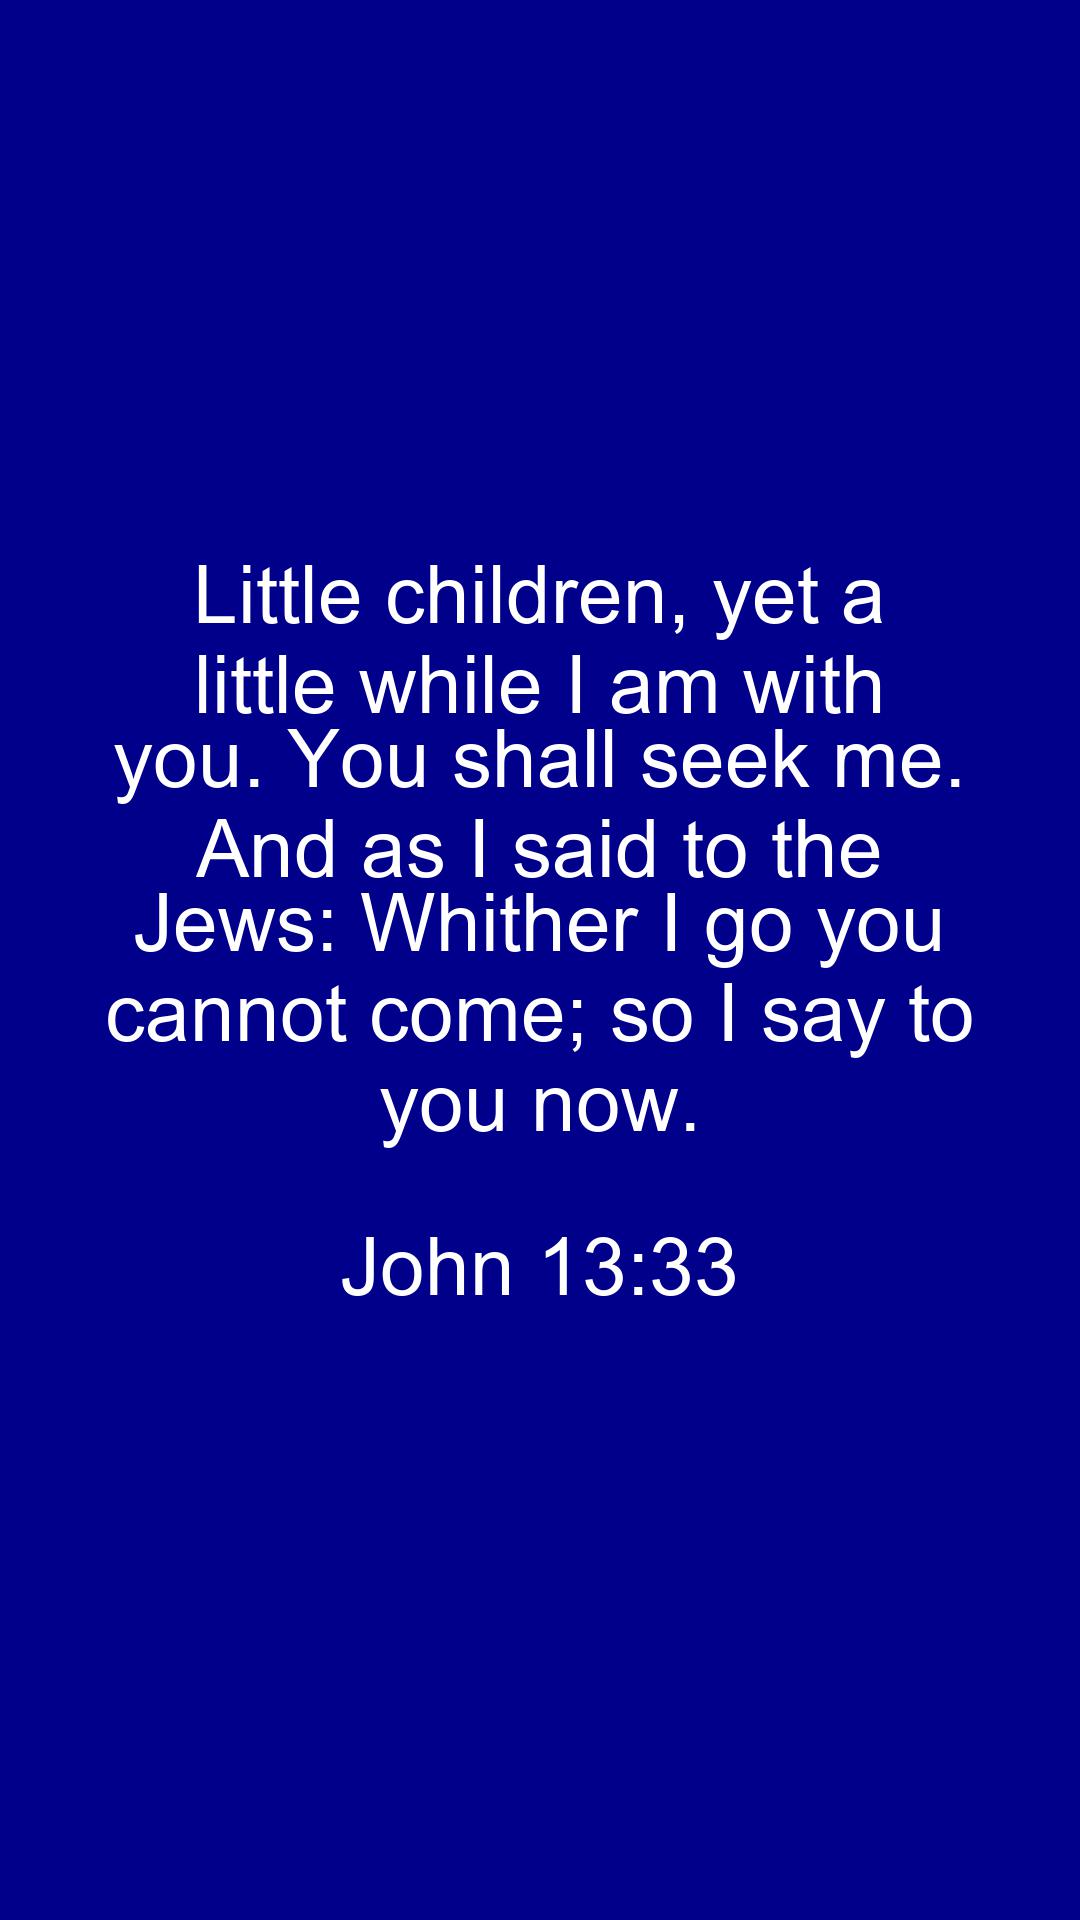 Little children, yet a
little while I am with
you. You shall seek me.
And as I said to the
Jews: Whither I go you
cannot come; so I say to
you now.
John 13:33